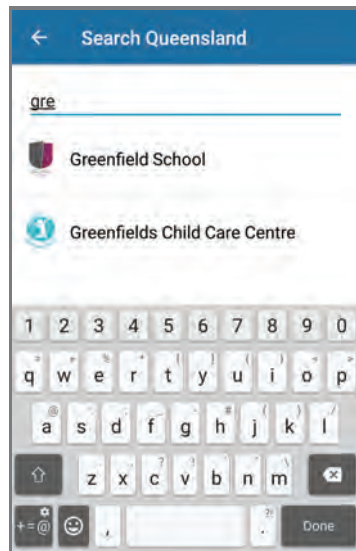 Search Queensland
gre
Greenfield School
Greenfields Child Care Centre
1 2 3 4 5 6 7 8 9 0
q w e r t y u i o p
a s d f g h j k l
z x c v b n m
+=@ , . Done